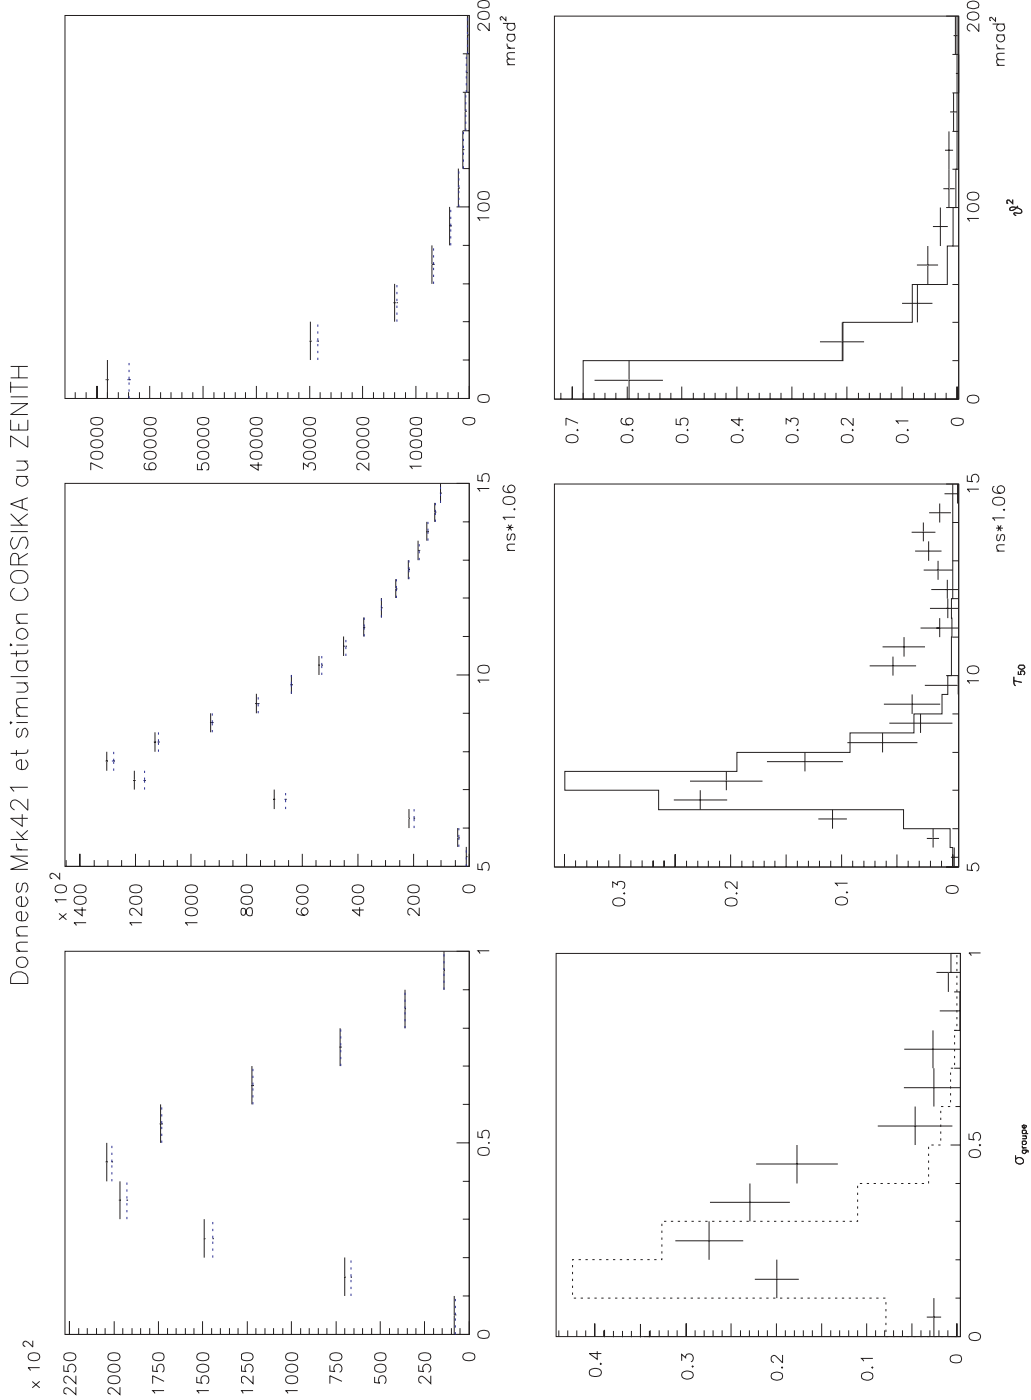 Donnees Mrk421 et simulation CORSIKA au ZENITH
x 10²
2250
2000
1750
1500
1250
1000
750
500
250
0
0 0.5 1
x 10²
1400
1200
1000
800
600
400
200
0
5 10 15
ns*1.06
70000
60000
50000
40000
30000
20000
10000
0
0 100 200
mrad²
0.4
0.3
0.2
0.1
0
0 0.5 1
σgroupe
0.3
0.2
0.1
0
5 10 15
ns*1.06
τ50
0.7
0.6
0.5
0.4
0.3
0.2
0.1
0
0 100 200
mrad²
ϑ²